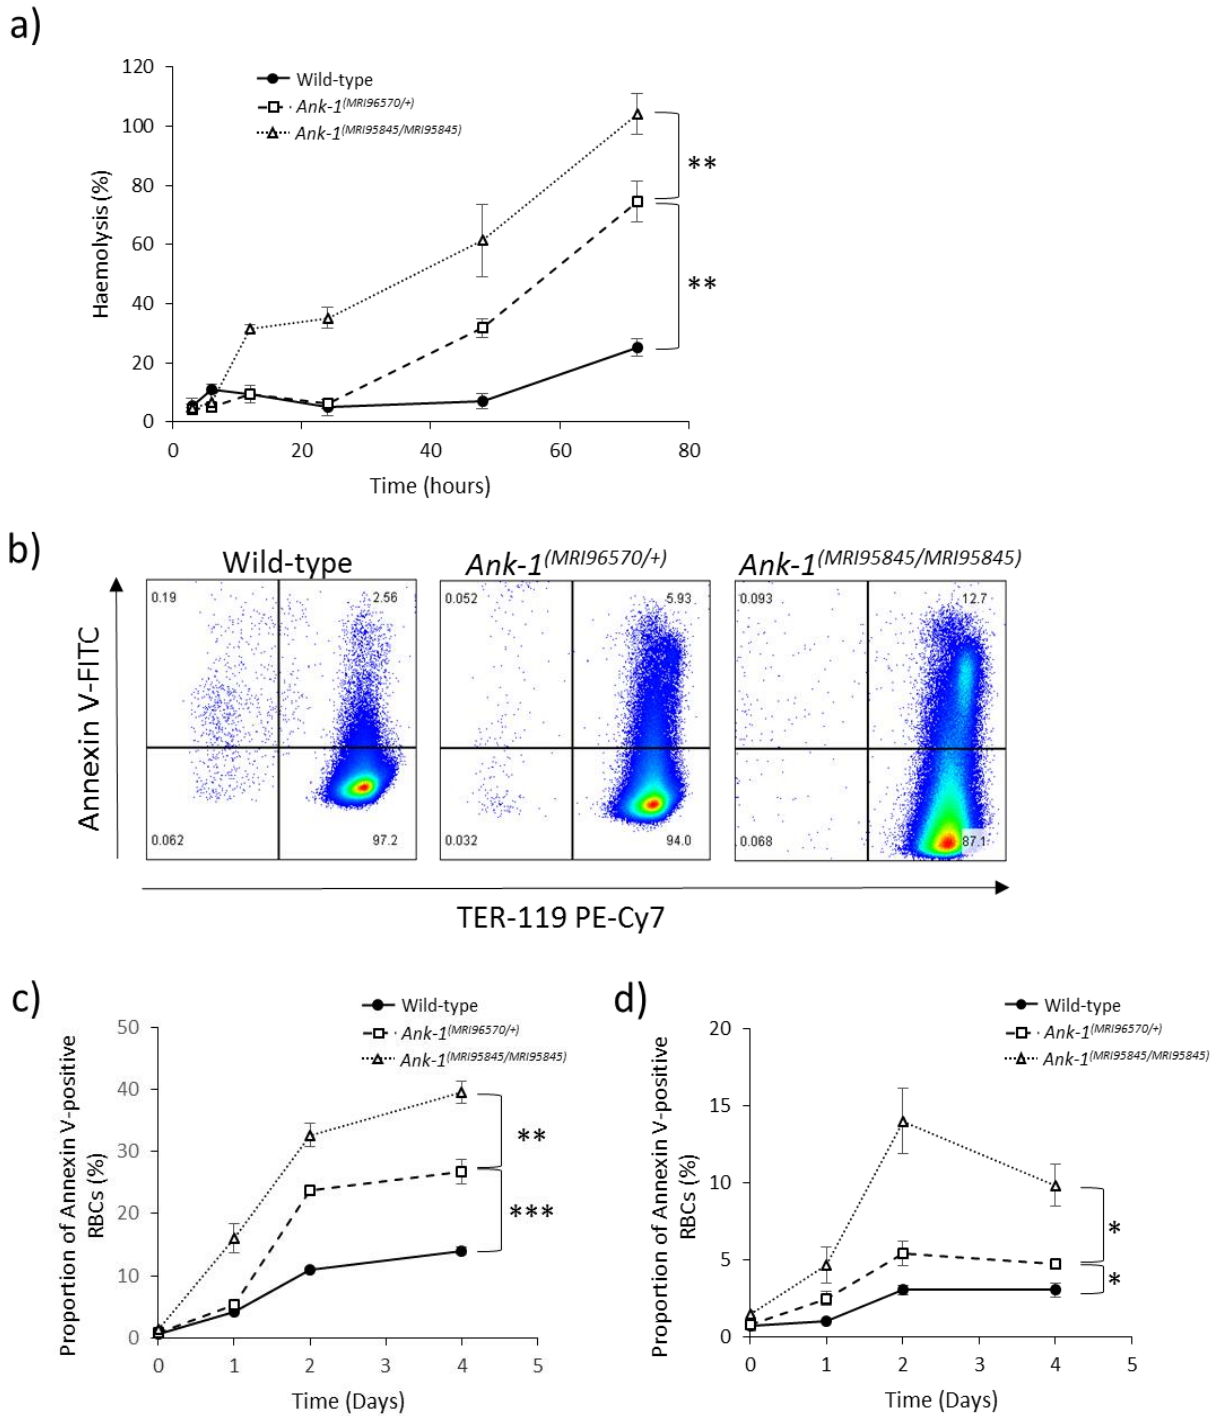 a)
120
100
80
60
40
20
0
Haemolysis (%)
Wild-type
Ank-1(MRI96570/+)
Ank-1(MRI95845/MRI95845)
**
**
0 20 40 60 80
Time (hours)
b)
Wild-type
Ank-1(MRI96570/+)
Ank-1(MRI95845/MRI95845)
Annexin V-FITC
0.19 2.56
0.062 97.2
0.052 5.93
0.032 94.0
0.093 12.7
0.068 87.1
TER-119 PE-Cy7
c)
Wild-type
Ank-1(MRI96570/+)
Ank-1(MRI95845/MRI95845)
50
40
30
20
10
0
Proportion of Annexin V-positive
RBCs (%)
**
***
0 1 2 3 4 5
Time (Days)
d)
Wild-type
Ank-1(MRI96570/+)
Ank-1(MRI95845/MRI95845)
20
15
10
5
0
Proportion of Annexin V-positive
RBCs (%)
*
*
0 1 2 3 4 5
Time (Days)